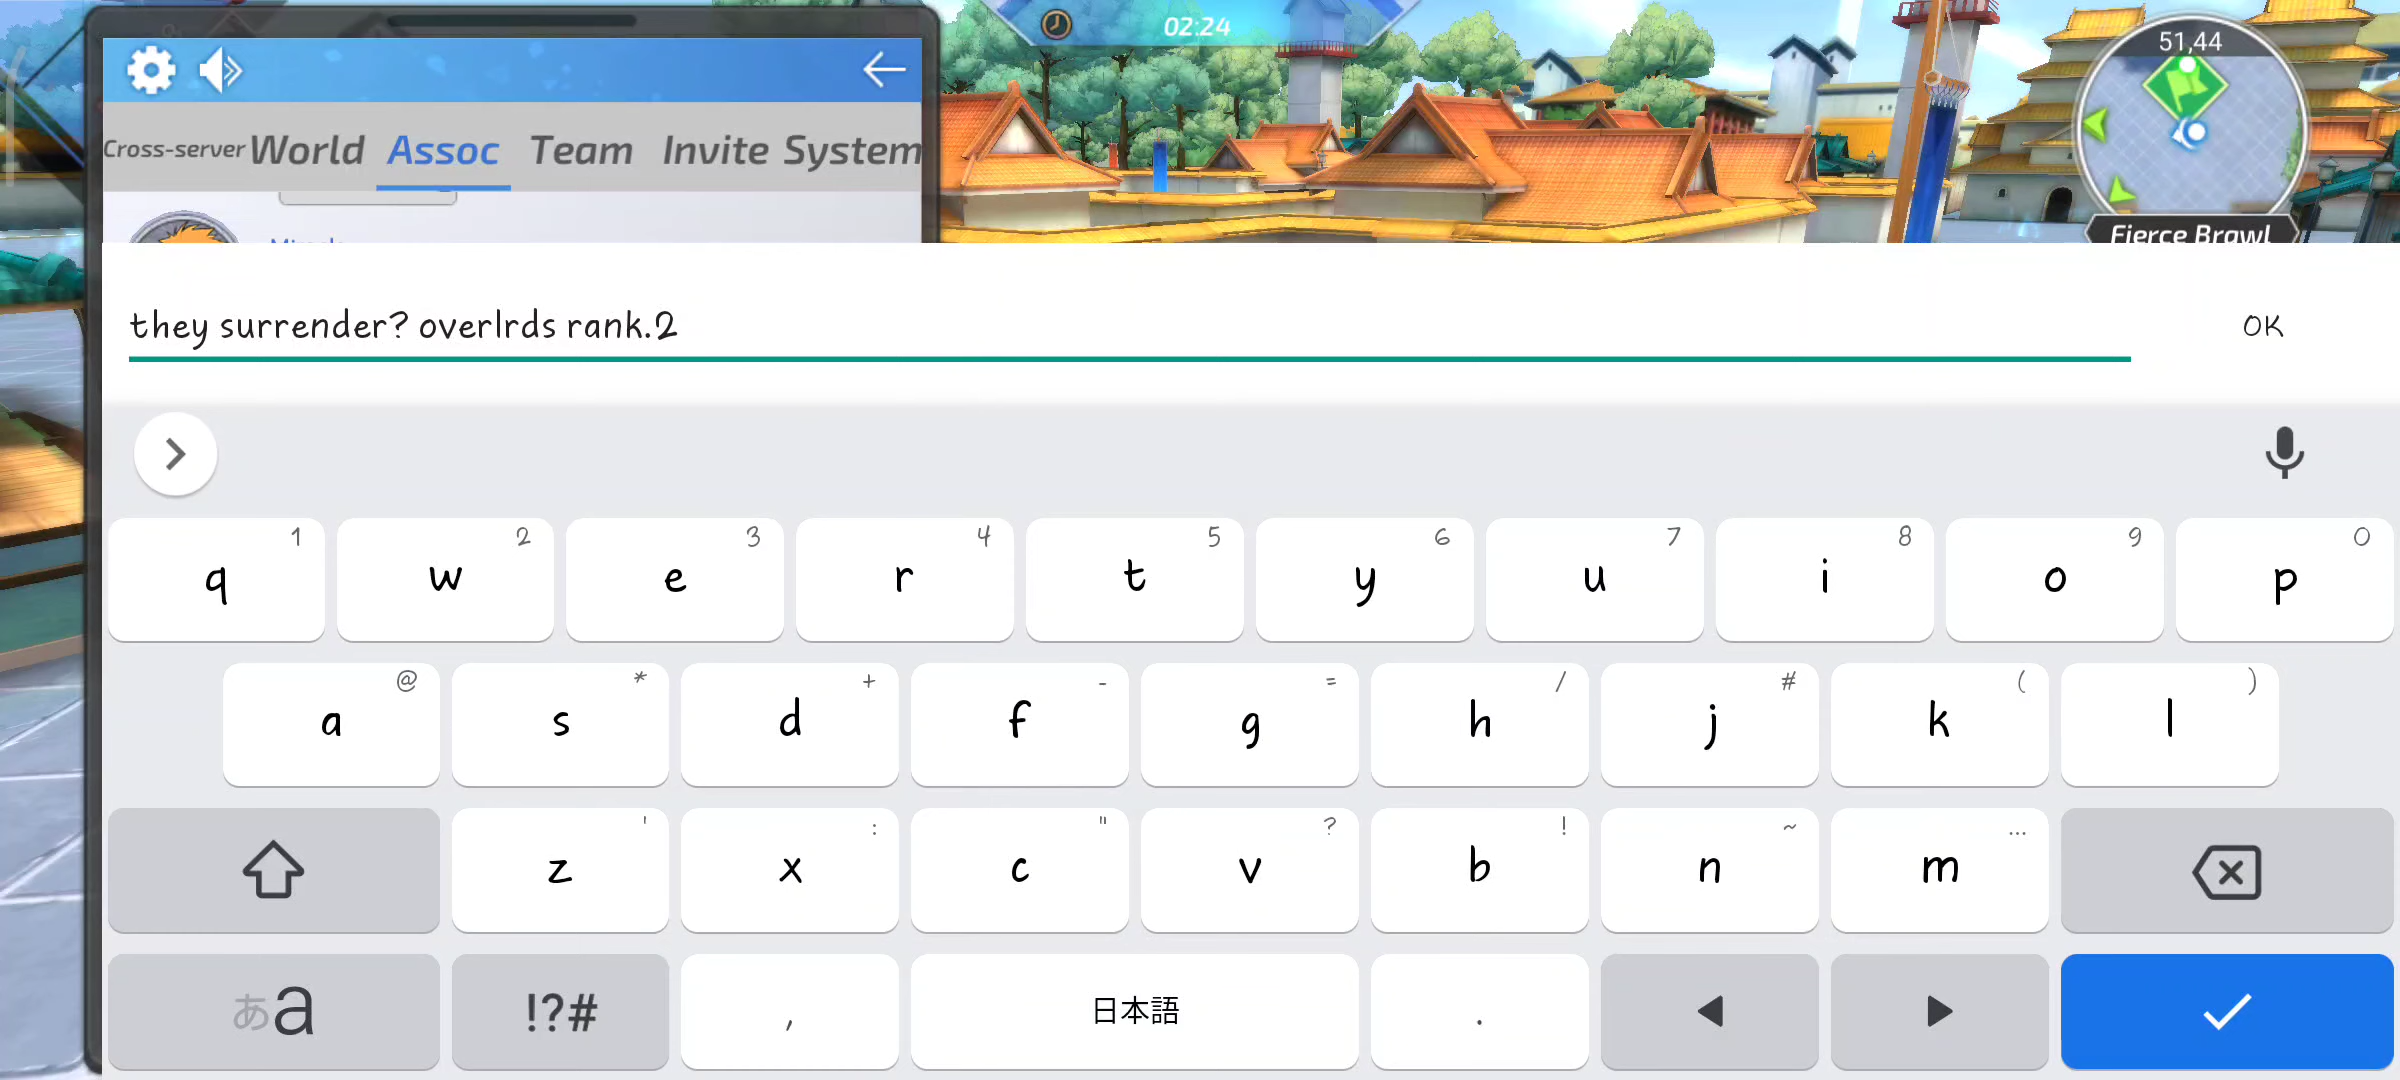 02:24
51,44
Cross-server World Assoc Team Invite System
Fierce Brawl
they surrender? overlrds rank.2
OK
1 2 3 4 5 6 7 8 9 0
q w e r t y u i o p
@ * + - = / # ( )
a s d f g h j k l
' : " ? ! ~ ...
z x c v b n m
あa !?# , 日本語 .